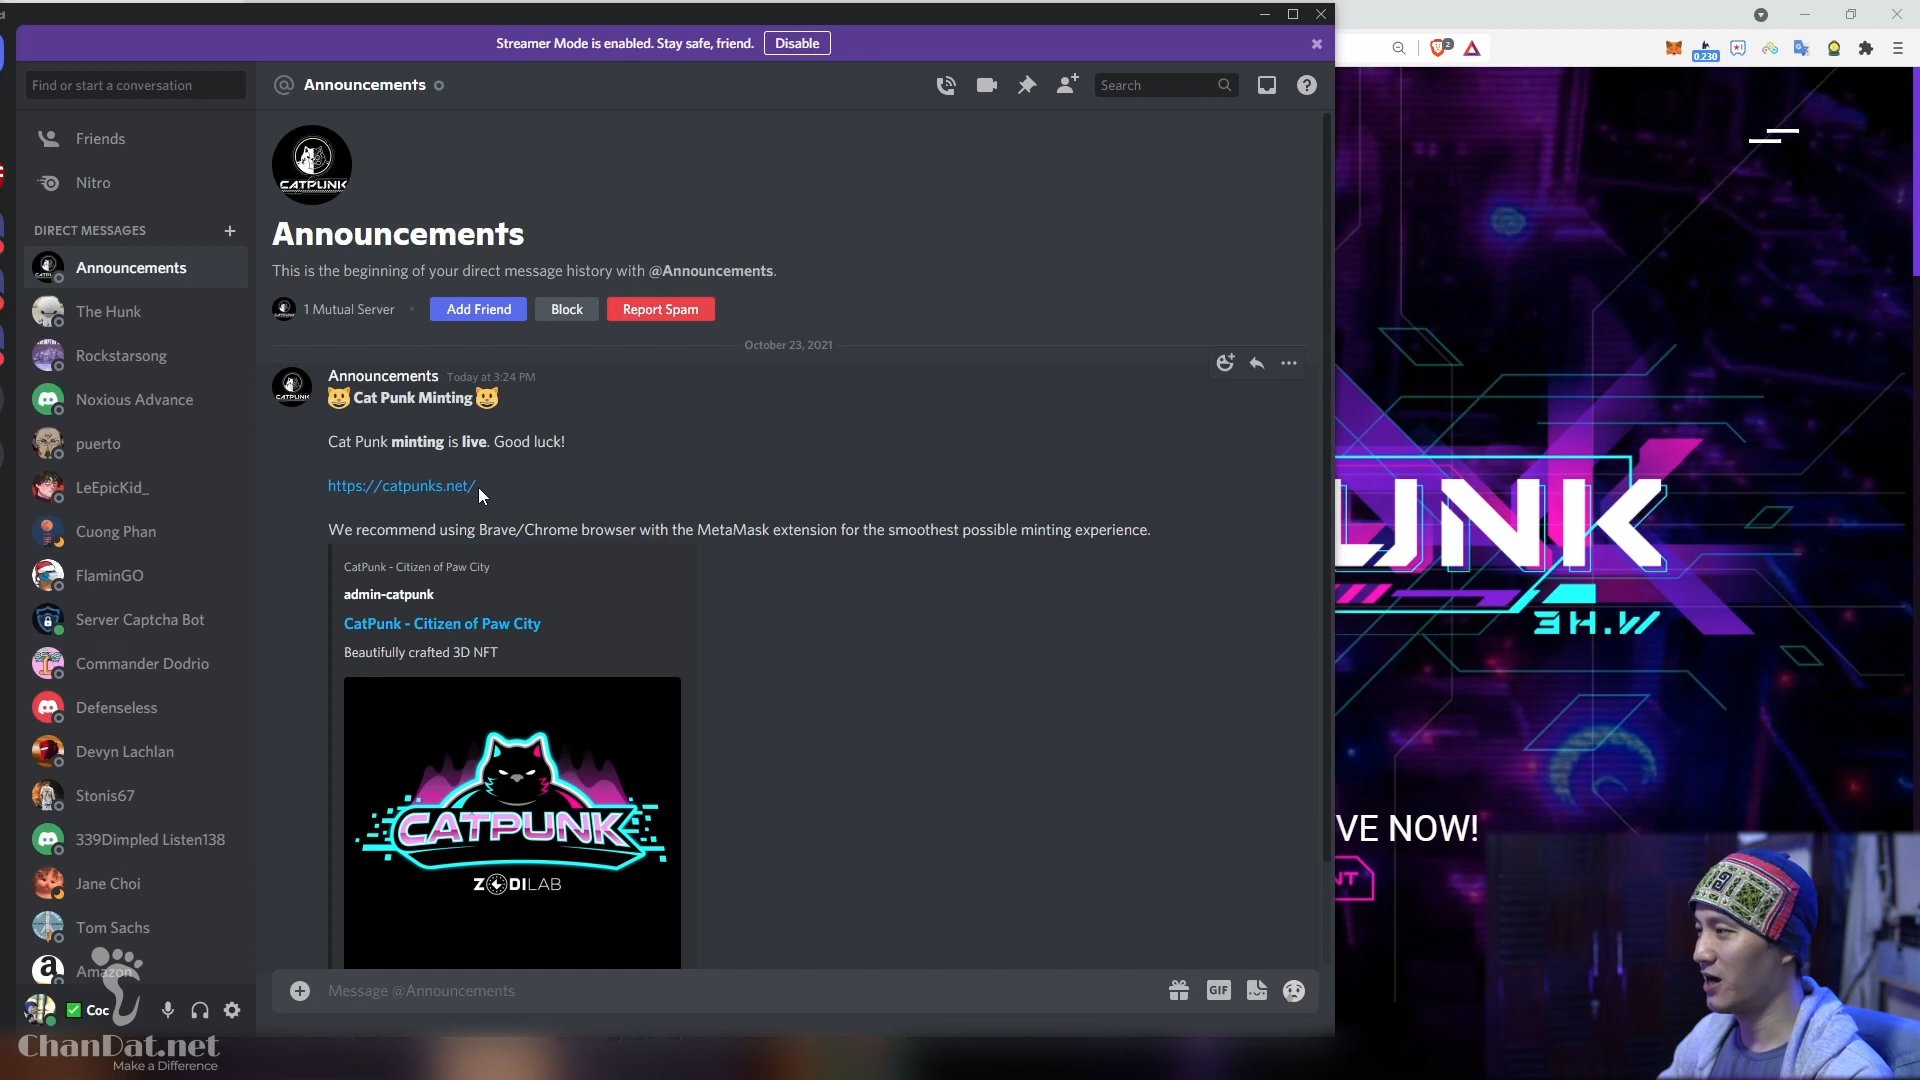 Streamer Mode is enabled. Stay safe, friend. Disable
Find or start a conversation
Announcements
Search
0.230
2
Friends
Nitro
DIRECT MESSAGES
Announcements
The Hunk
Rockstarsong
Noxious Advance
puerto
LeEpicKid_
Cuong Phan
FlaminGO
Server Captcha Bot
Commander Dodrio
Defenseless
Devyn Lachlan
Stonis67
339Dimpled Listen138
Jane Choi
Tom Sachs
Amazon
Coc
CATPUNK
Announcements
This is the beginning of your direct message history with @Announcements.
1 Mutual Server
Add Friend
Block
Report Spam
October 23, 2021
Announcements Today at 3:24 PM
Cat Punk Minting
Cat Punk minting is live. Good luck!
https://catpunks.net/
We recommend using Brave/Chrome browser with the MetaMask extension for the smoothest possible minting experience.
CatPunk - Citizen of Paw City
admin-catpunk
CatPunk - Citizen of Paw City
Beautifully crafted 3D NFT
CATPUNK
ZODILAB
Message @Announcements
GIF
UNK
VE NOW!
NT
ChanDat.net
Make a Difference